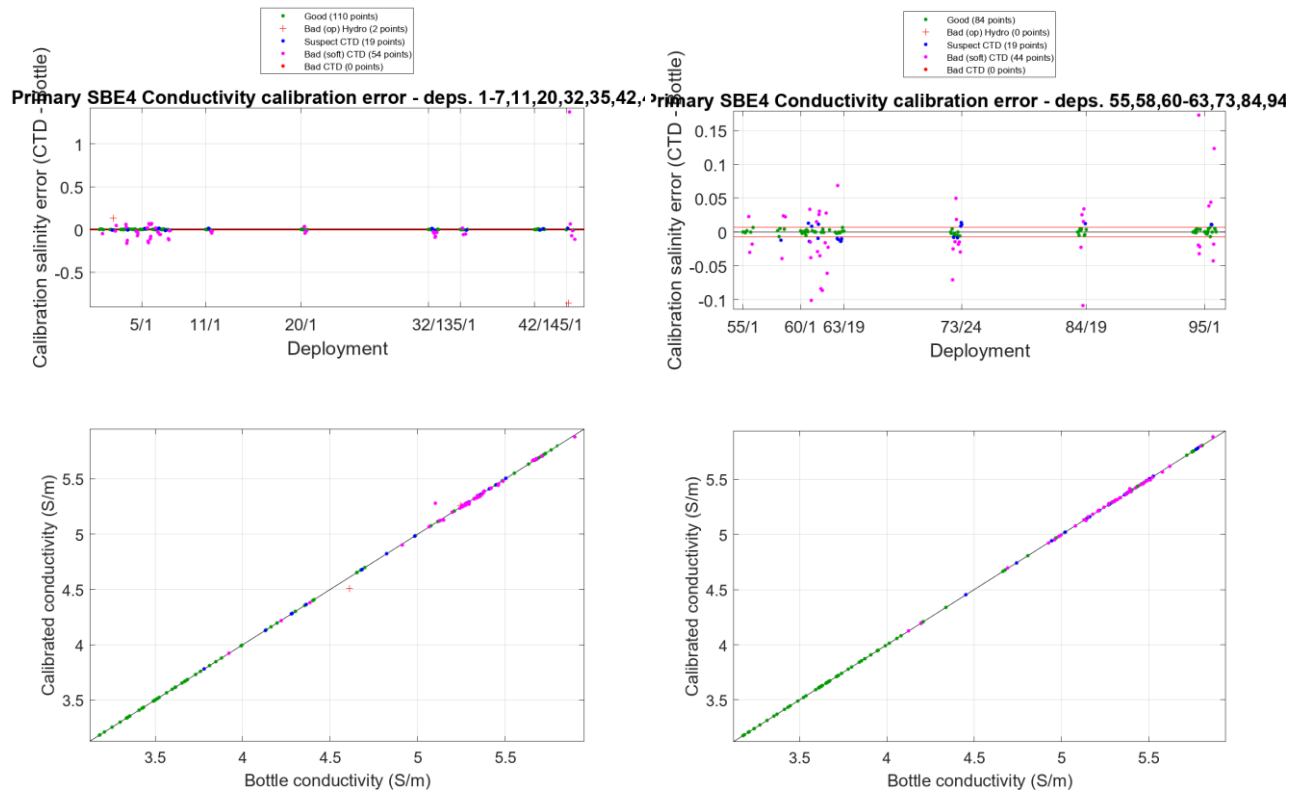 Good (110 points)
Bad (op) Hydro (2 points)
Suspect CTD (19 points)
Bad (soft) CTD (54 points)
Bad CTD (0 points)
Primary SBE4 Conductivity calibration error - deps. 1-7,11,20,32,35,42,
Calibration salinity error (CTD - Bottle)
1
0.5
0
-0.5
5/1
11/1
20/1
32/1
35/1
42/1
45/1
Deployment
Good (84 points)
Bad (op) Hydro (0 points)
Suspect CTD (19 points)
Bad (soft) CTD (44 points)
Bad CTD (0 points)
Primary SBE4 Conductivity calibration error - deps. 55,58,60-63,73,84,94
Calibration salinity error (CTD - Bottle)
0.15
0.1
0.05
0
-0.05
-0.1
55/1
60/1
63/19
73/24
84/19
95/1
Deployment
Calibrated conductivity (S/m)
5.5
5
4.5
4
3.5
3.5
4
4.5
5
5.5
Bottle conductivity (S/m)
Calibrated conductivity (S/m)
5.5
5
4.5
4
3.5
3.5
4
4.5
5
5.5
Bottle conductivity (S/m)